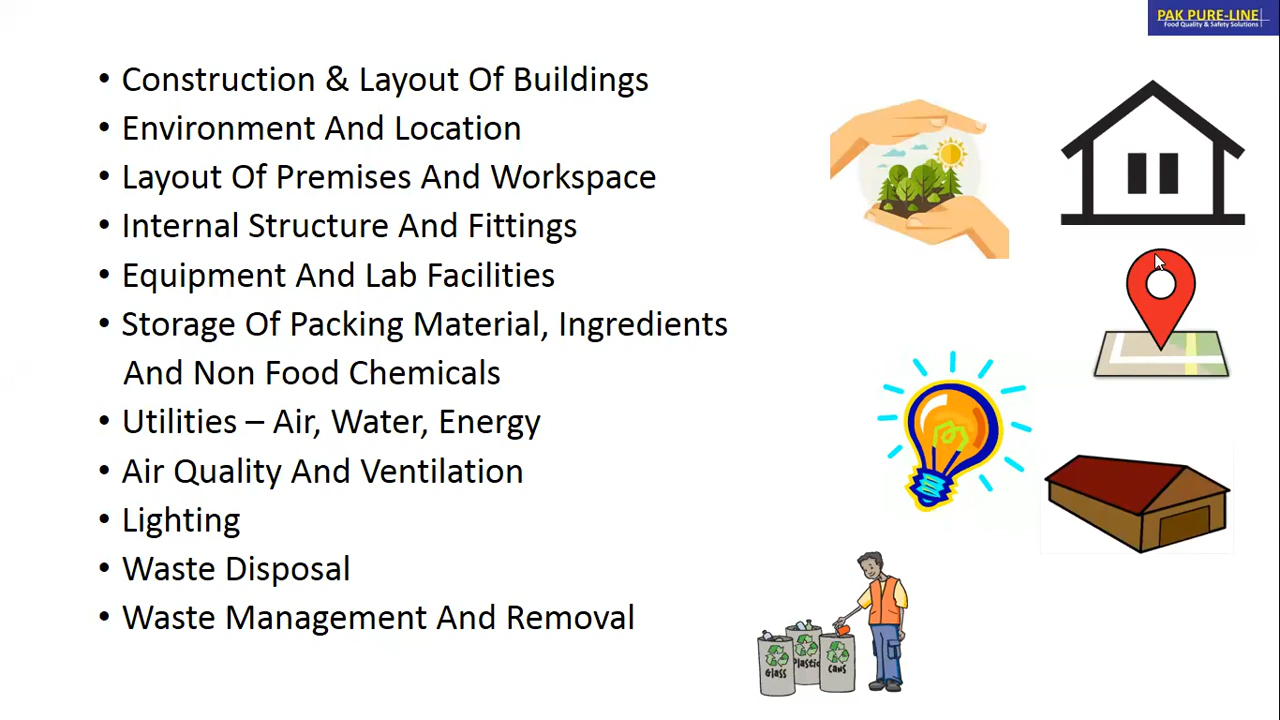 PAK PURE-LINE
Food Quality & Safety Solutions
• Construction & Layout Of Buildings
• Environment And Location
• Layout Of Premises And Workspace
• Internal Structure And Fittings
• Equipment And Lab Facilities
• Storage Of Packing Material, Ingredients
And Non Food Chemicals
• Utilities – Air, Water, Energy
• Air Quality And Ventilation
• Lighting
• Waste Disposal
• Waste Management And Removal
Glass
Plastic
Cans